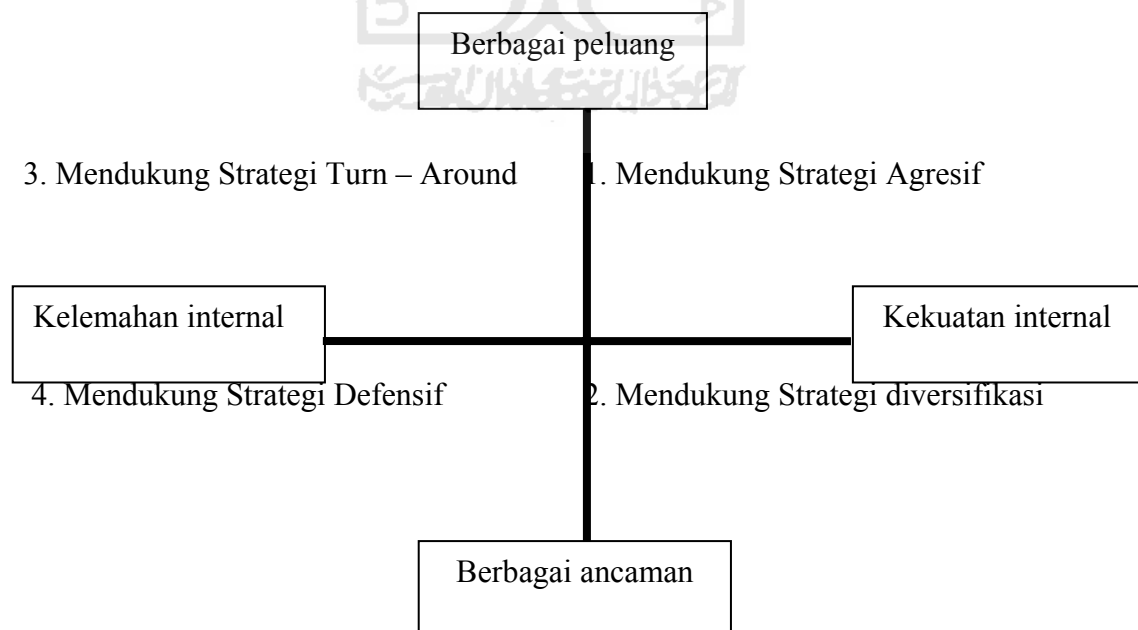 Berbagai peluang
3. Mendukung Strategi Turn – Around
1. Mendukung Strategi Agresif
Kelemahan internal
Kekuatan internal
4. Mendukung Strategi Defensif
2. Mendukung Strategi diversifikasi
Berbagai ancaman